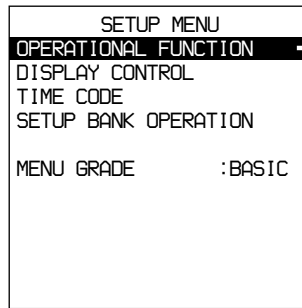 SETUP MENU
OPERATIONAL FUNCTION
DISPLAY CONTROL
TIME CODE
SETUP BANK OPERATION
MENU GRADE :BASIC